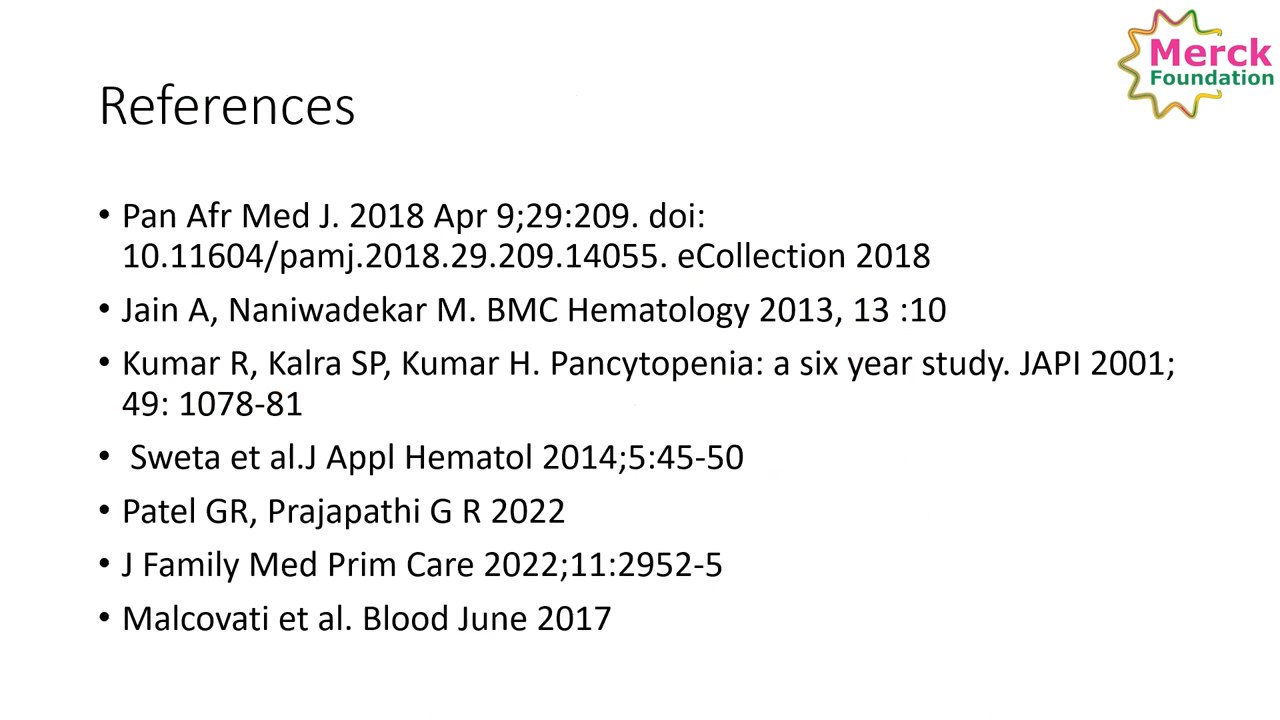 Merck
Foundation
References
• Pan Afr Med J. 2018 Apr 9;29:209. doi:
10.11604/pamj.2018.29.209.14055. eCollection 2018
• Jain A, Naniwadekar M. BMC Hematology 2013, 13 :10
• Kumar R, Kalra SP, Kumar H. Pancytopenia: a six year study. JAPI 2001;
49: 1078-81
• Sweta et al.J Appl Hematol 2014;5:45-50
• Patel GR, Prajapathi G R 2022
• J Family Med Prim Care 2022;11:2952-5
• Malcovati et al. Blood June 2017